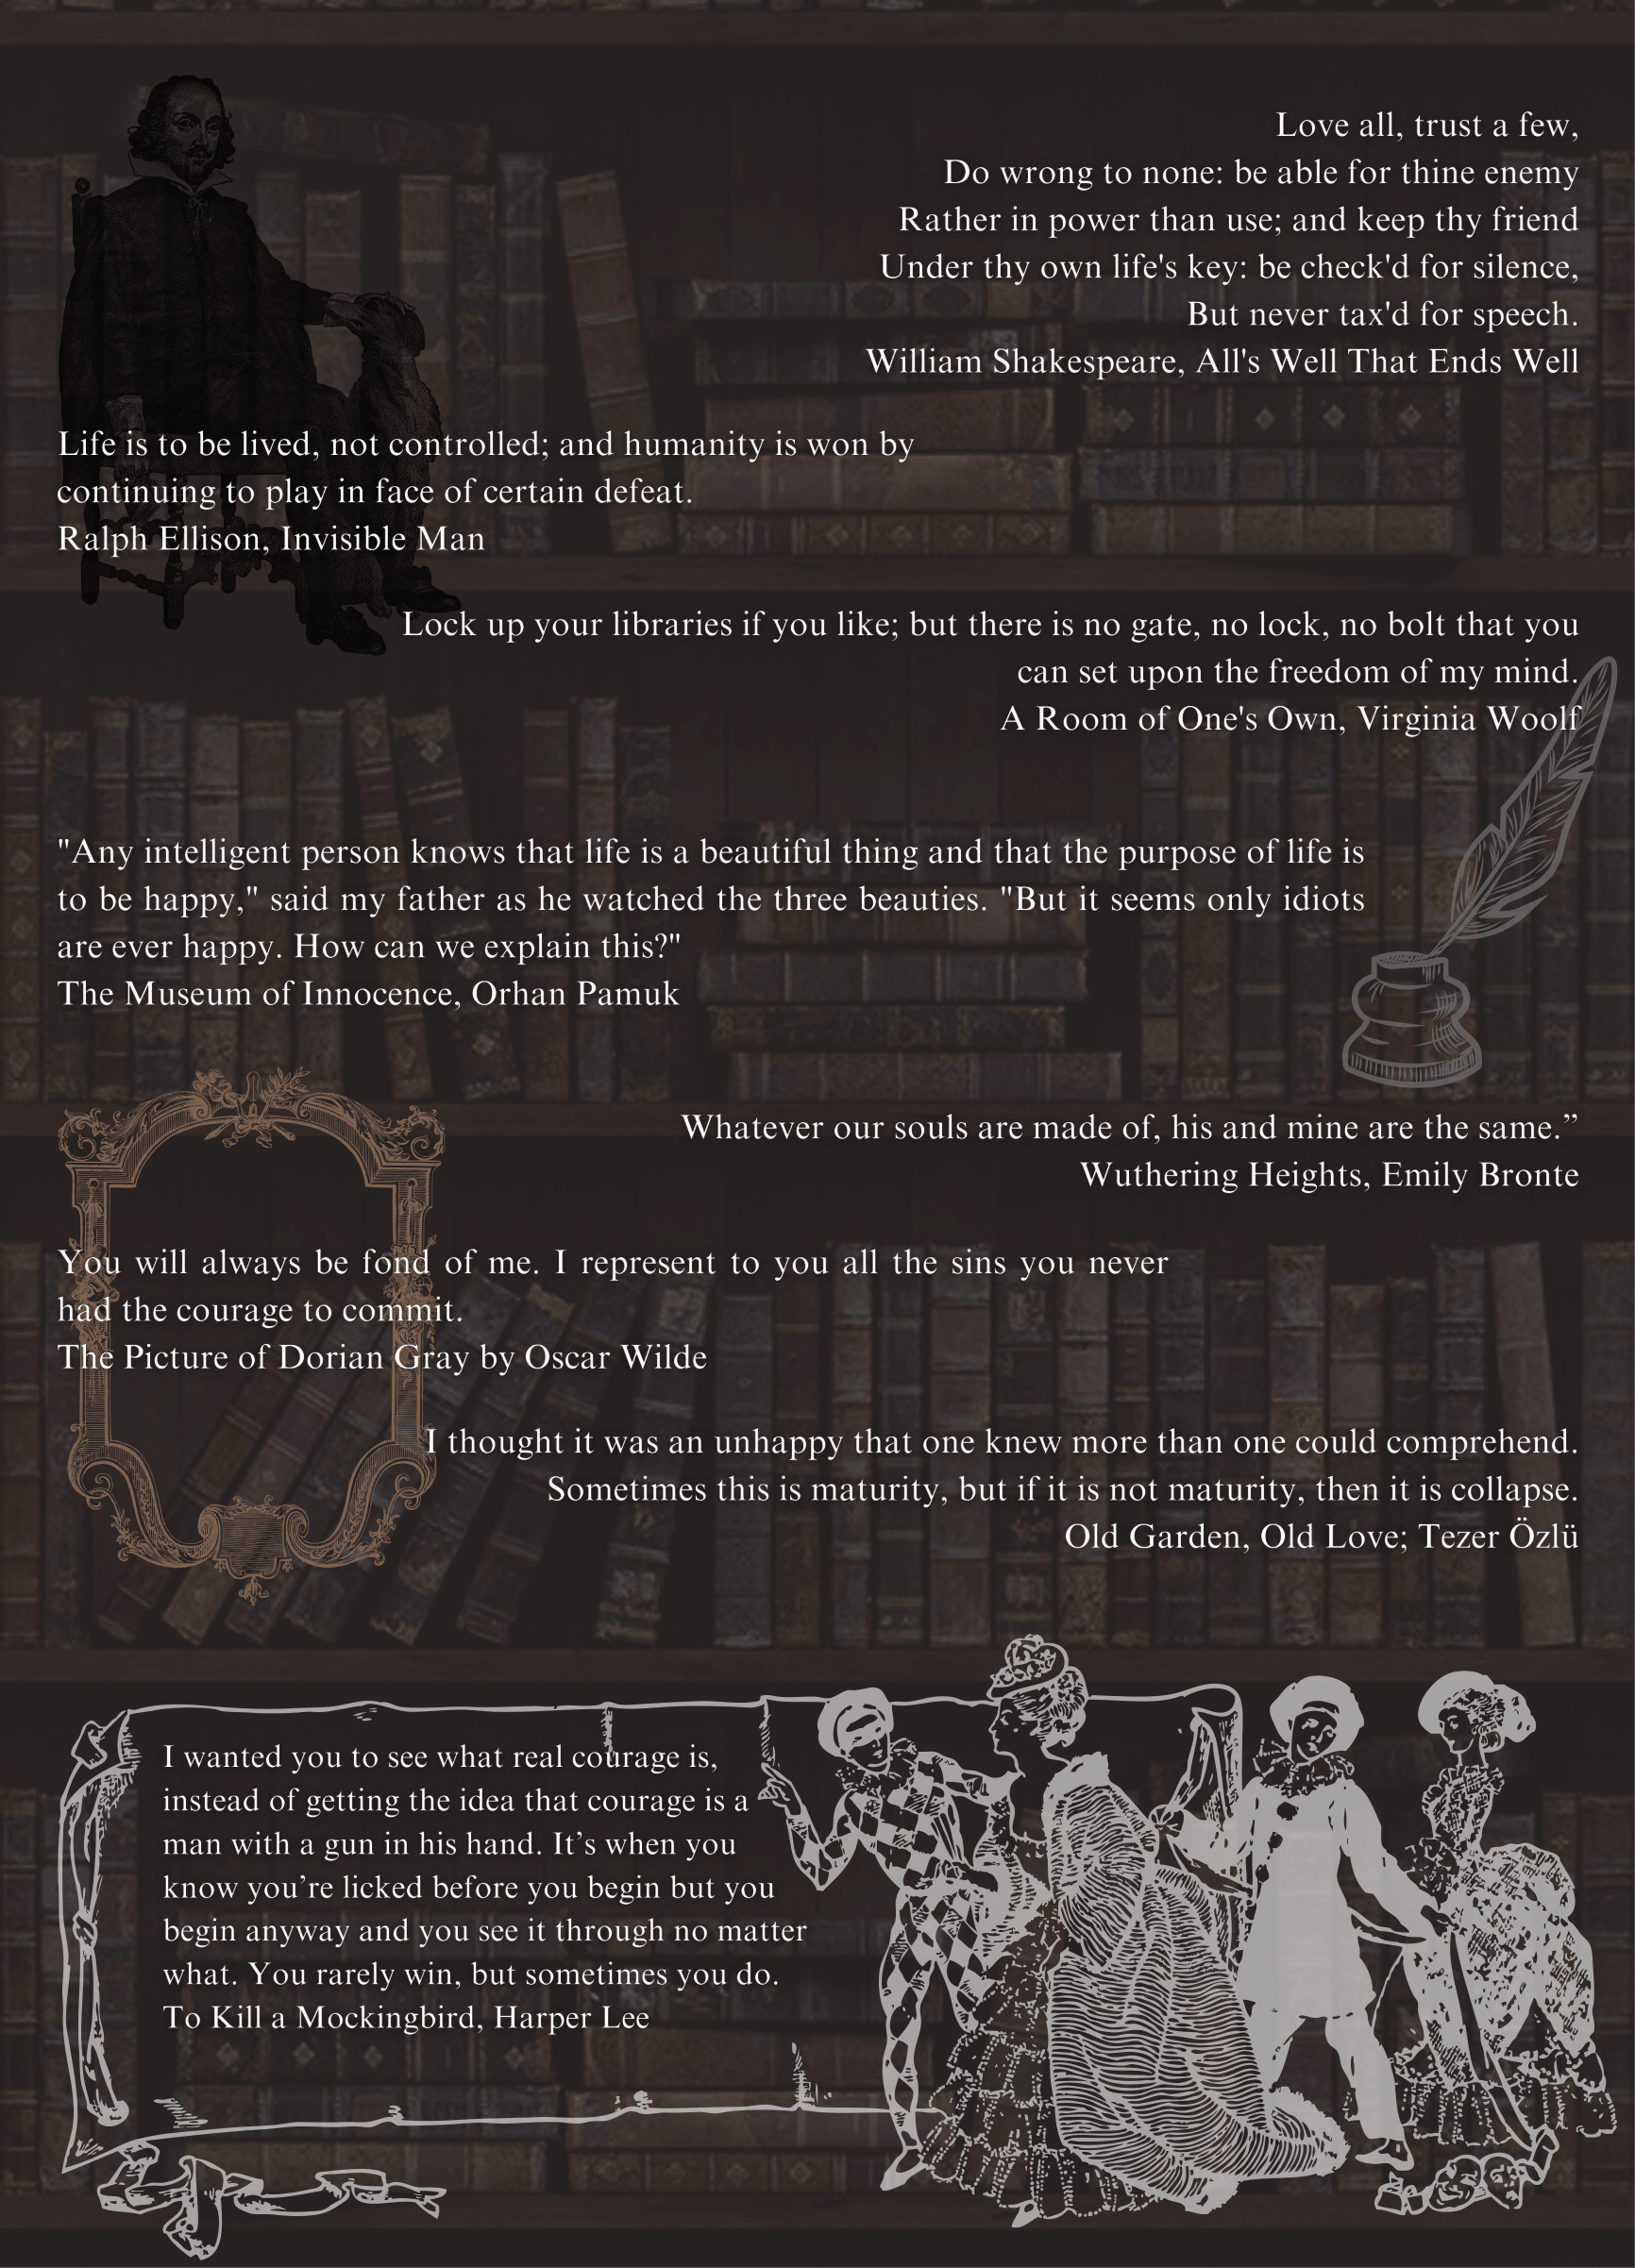 Love all, trust a few,
Do wrong to none: be able for thine enemy
Rather in power than use; and keep thy friend
Under thy own life's key: be check'd for silence,
But never tax'd for speech.
William Shakespeare, All's Well That Ends Well
Life is to be lived, not controlled; and humanity is won by
continuing to play in face of certain defeat.
Ralph Ellison, Invisible Man
Lock up your libraries if you like; but there is no gate, no lock, no bolt that you
can set upon the freedom of my mind.
A Room of One's Own, Virginia Woolf
"Any intelligent person knows that life is a beautiful thing and that the purpose of life is
to be happy," said my father as he watched the three beauties. "But it seems only idiots
are ever happy. How can we explain this?"
The Museum of Innocence, Orhan Pamuk
Whatever our souls are made of, his and mine are the same.”
Wuthering Heights, Emily Bronte
You will always be fond of me. I represent to you all the sins you never
had the courage to commit.
The Picture of Dorian Gray by Oscar Wilde
I thought it was an unhappy that one knew more than one could comprehend.
Sometimes this is maturity, but if it is not maturity, then it is collapse.
Old Garden, Old Love; Tezer Özlü
I wanted you to see what real courage is,
instead of getting the idea that courage is a
man with a gun in his hand. It’s when you
know you’re licked before you begin but you
begin anyway and you see it through no matter
what. You rarely win, but sometimes you do.
To Kill a Mockingbird, Harper Lee